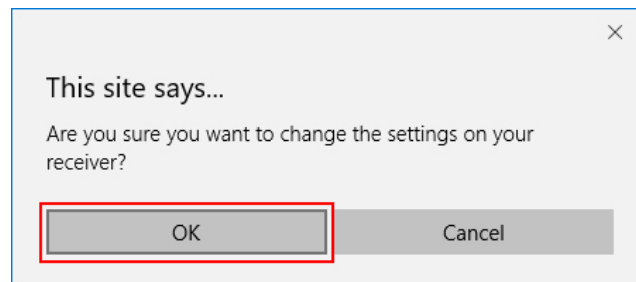 This site says...
Are you sure you want to change the settings on your
receiver?
OK
Cancel